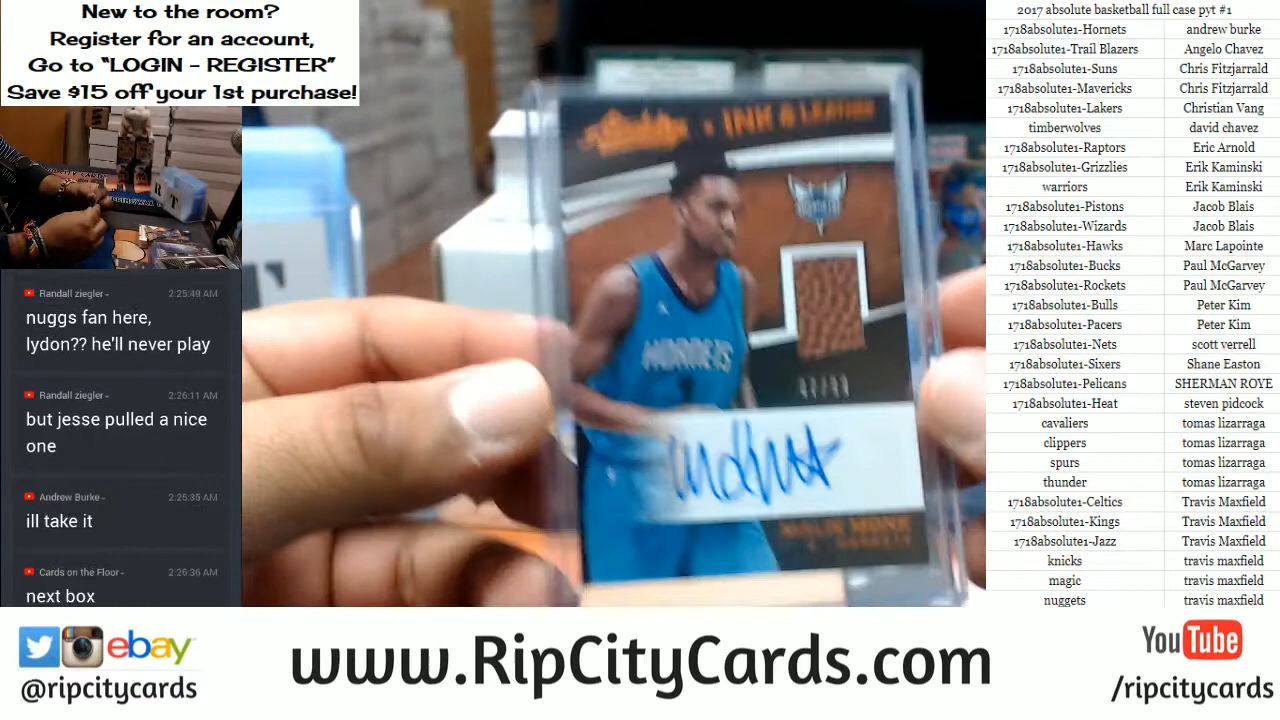 New to the room?
Register for an account,
Go to “LOGIN - REGISTER”
Save $15 off your 1st purchase!
Randall ziegler - 2:25:49 AM
nuggs fan here,
lydon?? he'll never play
Randall ziegler - 2:26:11 AM
but jesse pulled a nice
one
Andrew Burke - 2:26:35 AM
ill take it
Cards on the Floor - 2:26:36 AM
next box
INK & LEATHER
HORNETS
MALIK MONK
2017 absolute basketball full case pyt #1
1718absolute1-Hornets andrew burke
1718absolute1-Trail Blazers Angelo Chavez
1718absolute1-Suns Chris Fitzjarrald
1718absolute1-Mavericks Chris Fitzjarrald
1718absolute1-Lakers Christian Vang
timberwolves david chavez
1718absolute1-Raptors Eric Arnold
1718absolute1-Grizzlies Erik Kaminski
warriors Erik Kaminski
1718absolute1-Pistons Jacob Blais
1718absolute1-Wizards Jacob Blais
1718absolute1-Hawks Marc Lapointe
1718absolute1-Bucks Paul McGarvey
1718absolute1-Rockets Paul McGarvey
1718absolute1-Bulls Peter Kim
1718absolute1-Pacers Peter Kim
1718absolute1-Nets scott verrell
1718absolute1-Sixers Shane Easton
1718absolute1-Pelicans SHERMAN ROYE
1718absolute1-Heat steven pidcock
cavaliers tomas lizarraga
clippers tomas lizarraga
spurs tomas lizarraga
thunder tomas lizarraga
1718absolute1-Celtics Travis Maxfield
1718absolute1-Kings Travis Maxfield
1718absolute1-Jazz Travis Maxfield
knicks travis maxfield
magic travis maxfield
nuggets travis maxfield
ebay
@ripcitycards
www.RipCityCards.com
YouTube
/ripcitycards